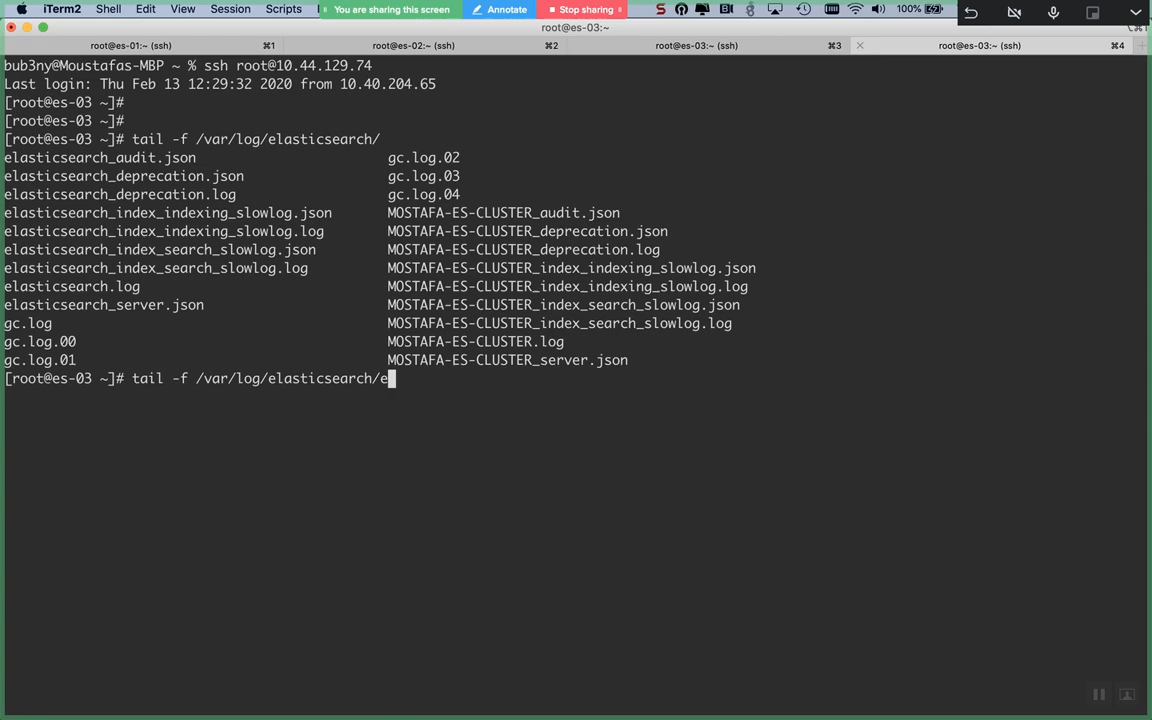 iTerm2 Shell Edit View Session Scripts You are sharing this screen Annotate Stop sharing 100%
root@es-03:~
root@es-01:~ (ssh) ⌘1 root@es-02:~ (ssh) ⌘2 root@es-03:~ (ssh) ⌘3 root@es-03:~ (ssh) ⌘4
bub3ny@Moustafas-MBP ~ % ssh root@10.44.129.74
Last login: Thu Feb 13 12:29:32 2020 from 10.40.204.65
[root@es-03 ~]#
[root@es-03 ~]#
[root@es-03 ~]# tail -f /var/log/elasticsearch/
elasticsearch_audit.json gc.log.02
elasticsearch_deprecation.json gc.log.03
elasticsearch_deprecation.log gc.log.04
elasticsearch_index_indexing_slowlog.json MOSTAFA-ES-CLUSTER_audit.json
elasticsearch_index_indexing_slowlog.log MOSTAFA-ES-CLUSTER_deprecation.json
elasticsearch_index_search_slowlog.json MOSTAFA-ES-CLUSTER_deprecation.log
elasticsearch_index_search_slowlog.log MOSTAFA-ES-CLUSTER_index_indexing_slowlog.json
elasticsearch.log MOSTAFA-ES-CLUSTER_index_indexing_slowlog.log
elasticsearch_server.json MOSTAFA-ES-CLUSTER_index_search_slowlog.json
gc.log MOSTAFA-ES-CLUSTER_index_search_slowlog.log
gc.log.00 MOSTAFA-ES-CLUSTER.log
gc.log.01 MOSTAFA-ES-CLUSTER_server.json
[root@es-03 ~]# tail -f /var/log/elasticsearch/e